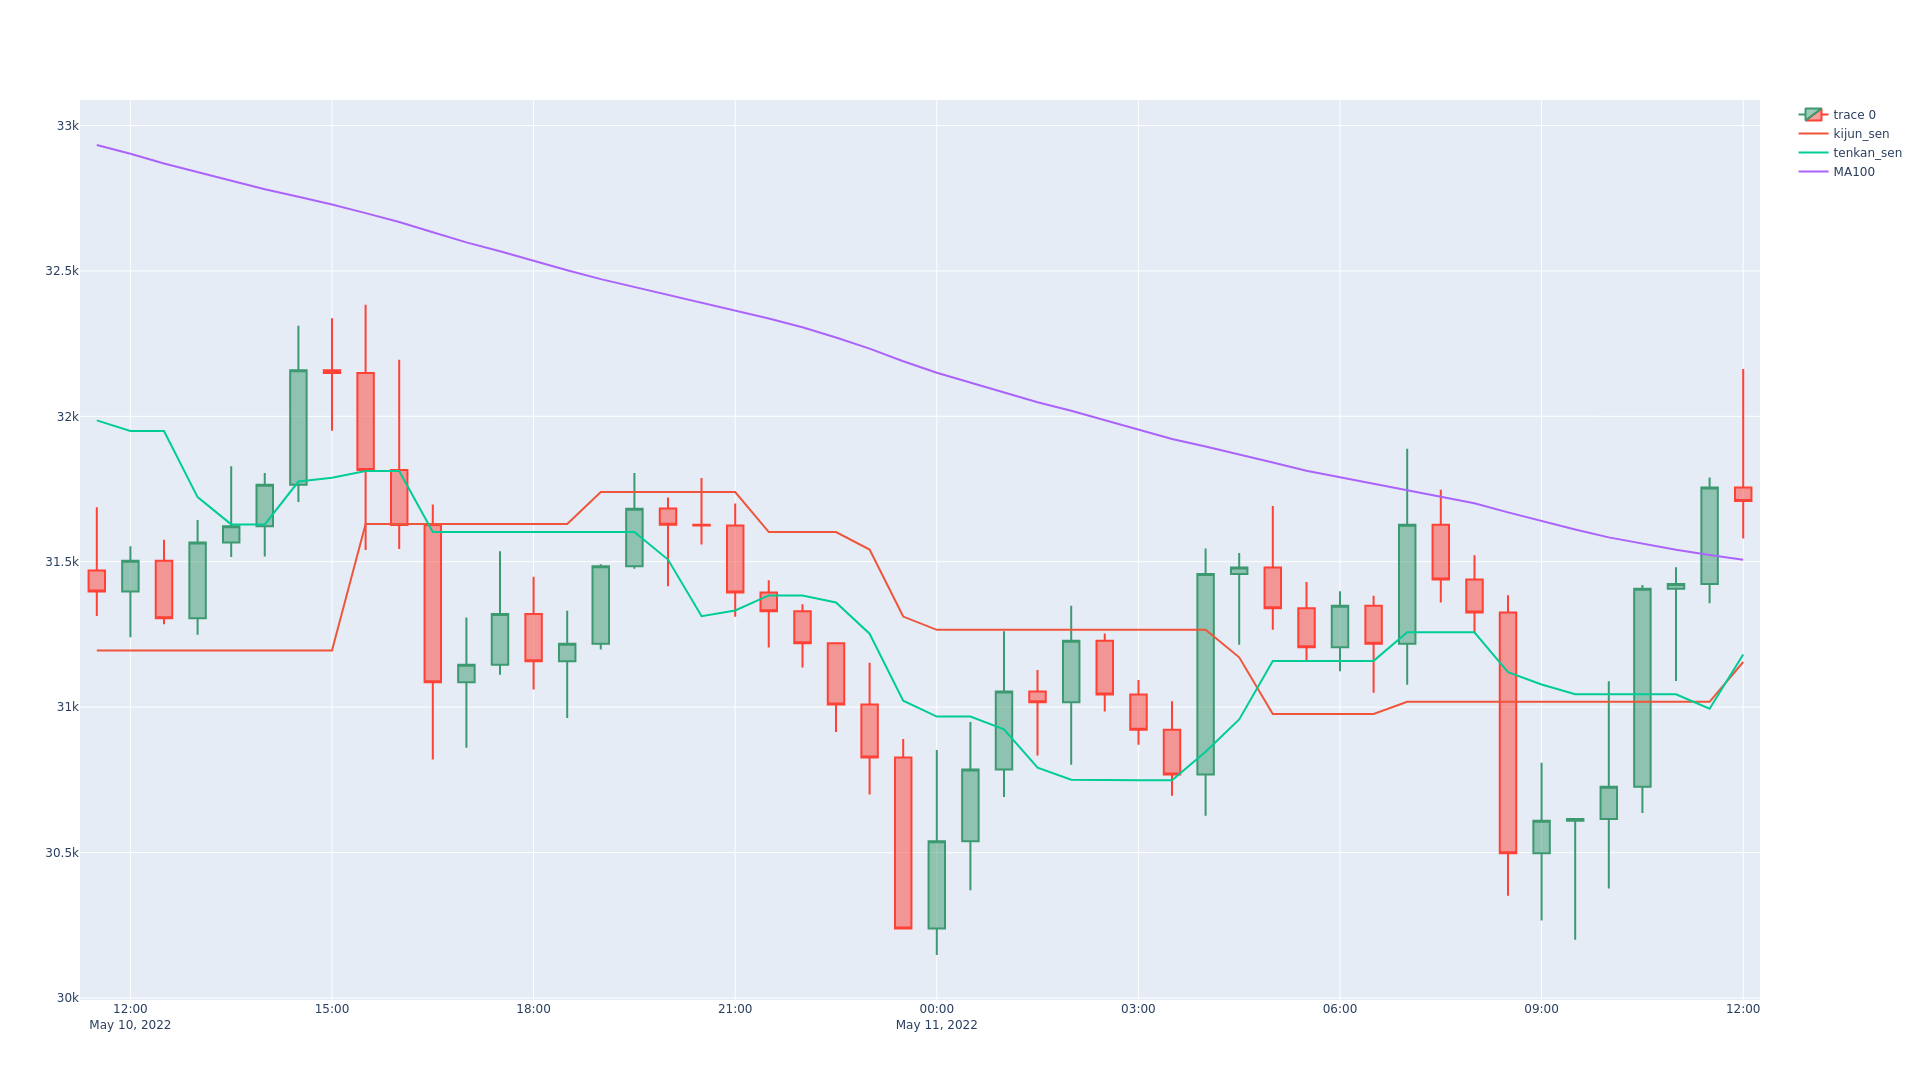 33k
32.5k
32k
31.5k
31k
30.5k
30k
12:00
May 10, 2022
15:00
18:00
21:00
00:00
May 11, 2022
03:00
06:00
09:00
12:00
trace 0
kijun_sen
tenkan_sen
MA100